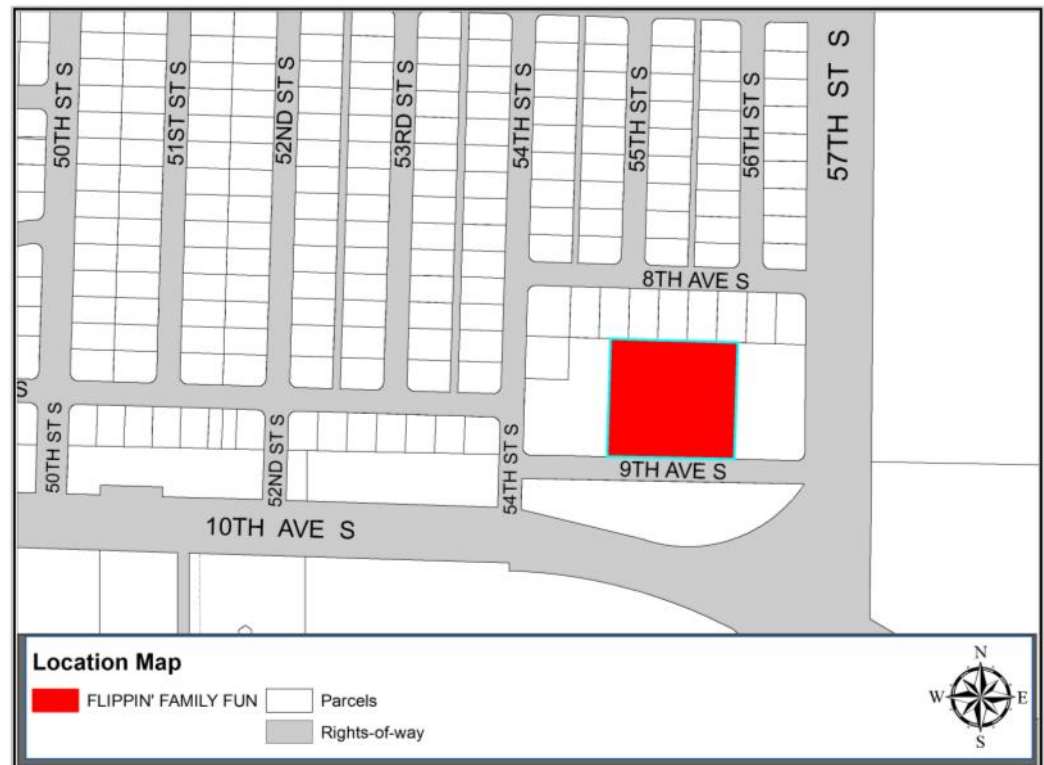 50TH ST S
51ST ST S
52ND ST S
53RD ST S
54TH ST S
55TH ST S
56TH ST S
57TH ST S
8TH AVE S
S
50TH ST S
52ND ST S
54TH ST S
9TH AVE S
10TH AVE S
Location Map
FLIPPIN' FAMILY FUN
Parcels
Rights-of-way
N
W
E
S